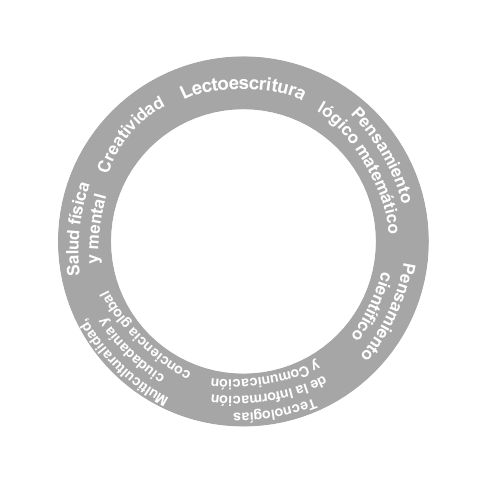 Lectoescritura
Pensamiento
lógico matemático
Pensamiento
científico
Tecnologías
de la Información
y Comunicación
Multiculturalidad,
ciudadanía y
conciencia global
Salud física
y mental
Creatividad